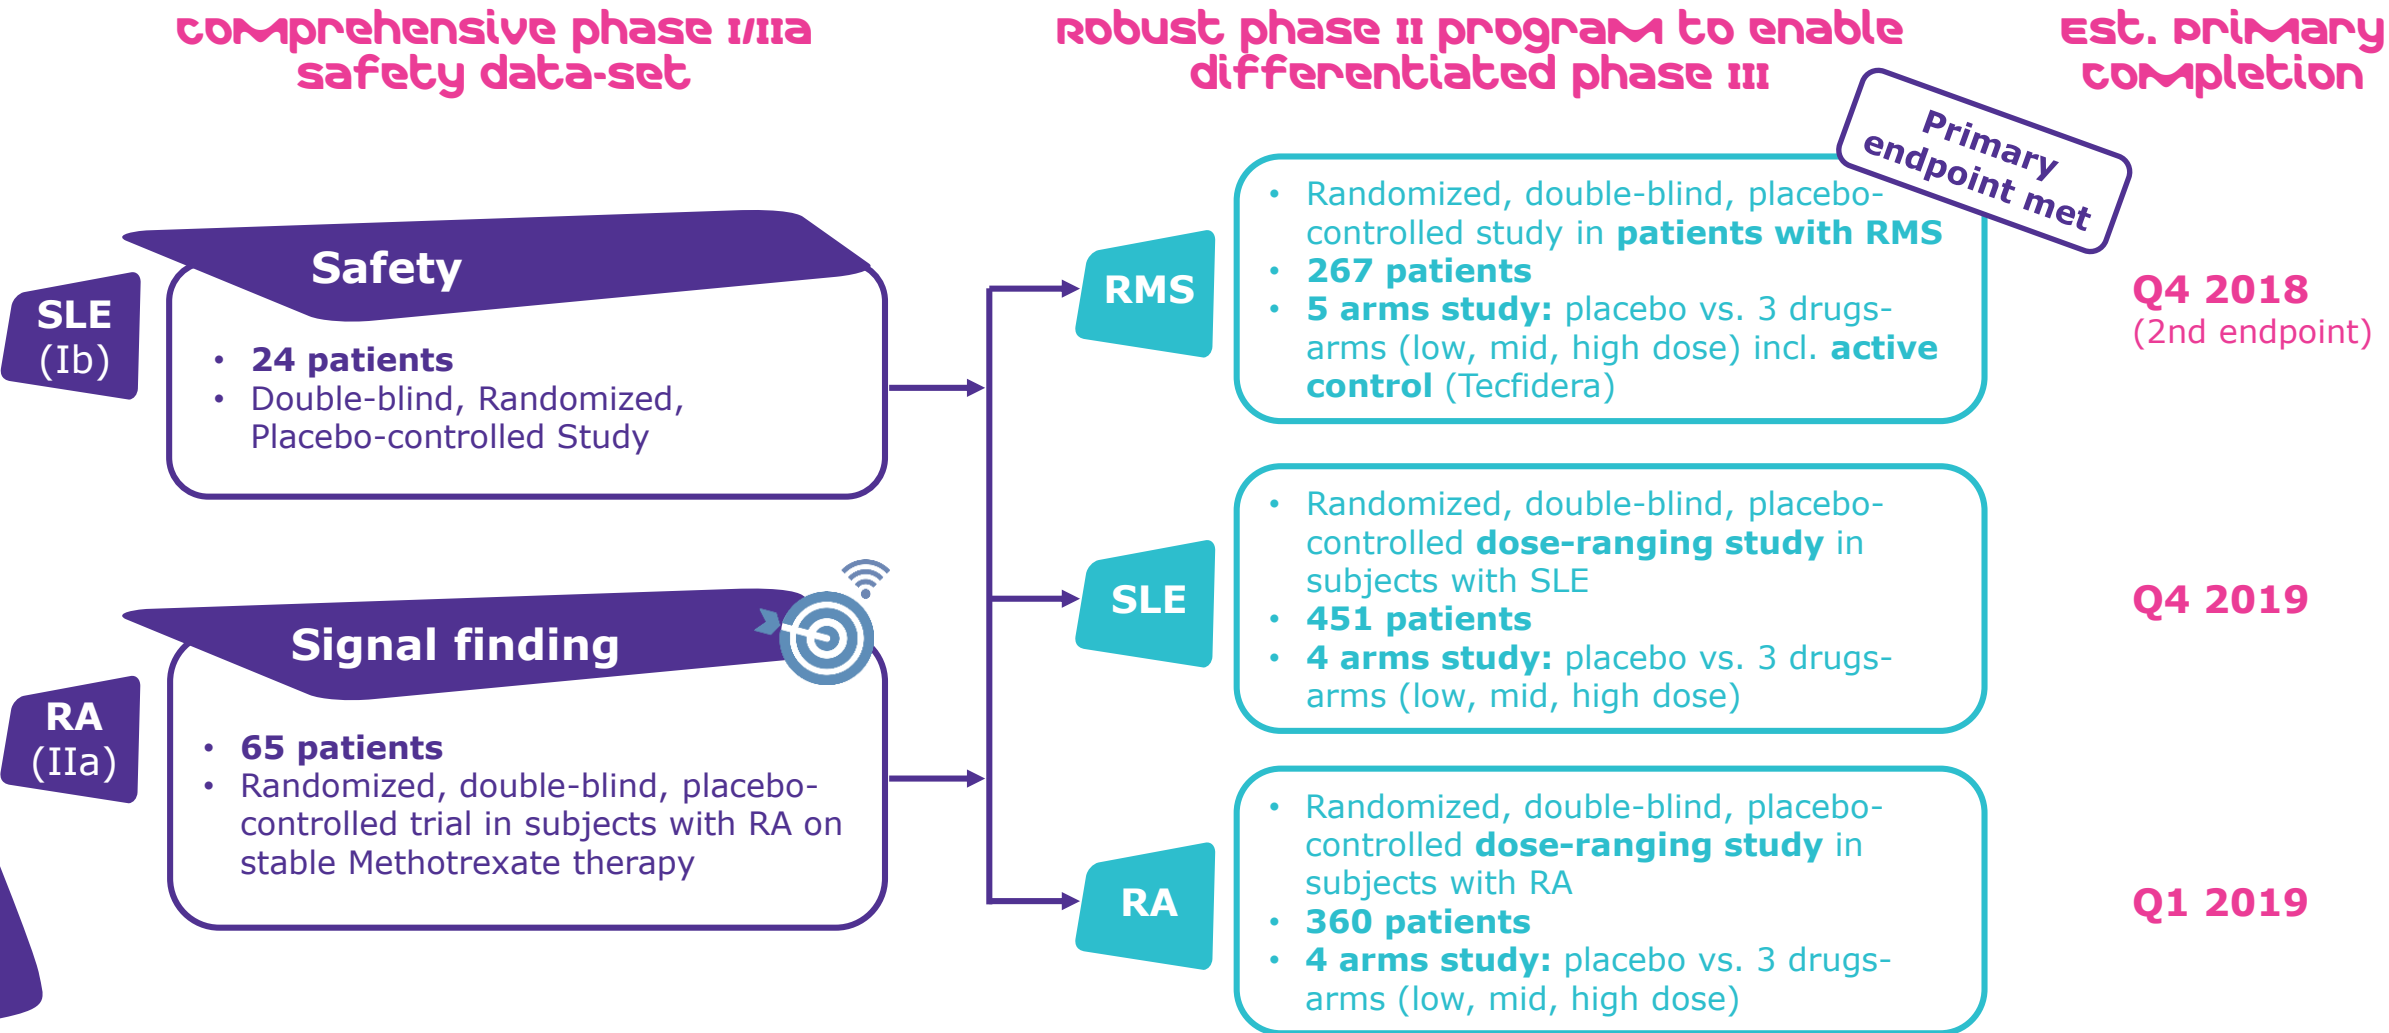 Comprehensive phase I/IIa
safety data-set
Robust phase II program to enable
differentiated phase III
Est. primary
completion
Primary
endpoint met
Safety
SLE
(Ib)
• 24 patients
• Double-blind, Randomized,
Placebo-controlled Study
Signal finding
RA
(IIa)
• 65 patients
• Randomized, double-blind, placebo-
controlled trial in subjects with RA on
stable Methotrexate therapy
RMS
• Randomized, double-blind, placebo-
controlled study in patients with RMS
• 267 patients
• 5 arms study: placebo vs. 3 drugs-
arms (low, mid, high dose) incl. active
control (Tecfidera)
Q4 2018
(2nd endpoint)
SLE
• Randomized, double-blind, placebo-
controlled dose-ranging study in
subjects with SLE
• 451 patients
• 4 arms study: placebo vs. 3 drugs-
arms (low, mid, high dose)
Q4 2019
RA
• Randomized, double-blind, placebo-
controlled dose-ranging study in
subjects with RA
• 360 patients
• 4 arms study: placebo vs. 3 drugs-
arms (low, mid, high dose)
Q1 2019